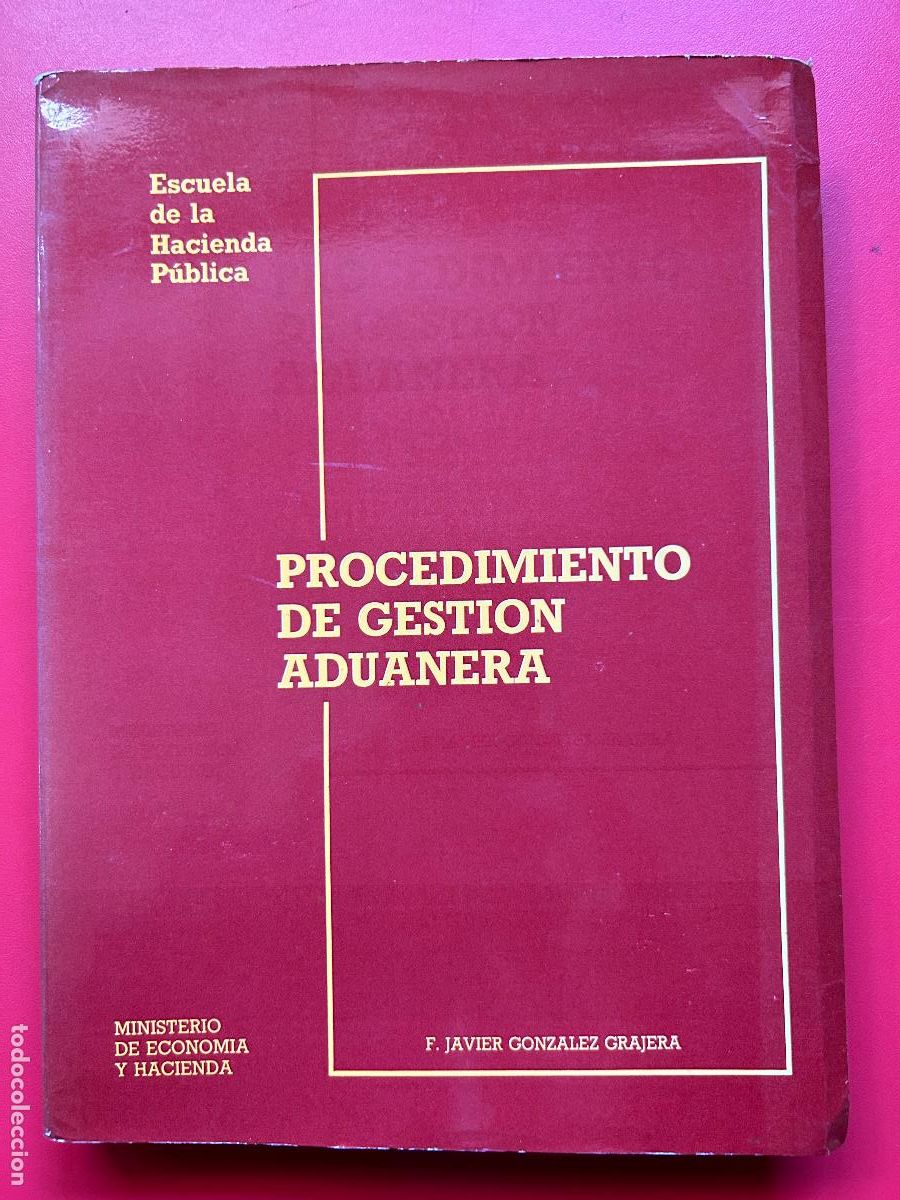 Escuela
de la
Hacienda
Pública
PROCEDIMIENTO
DE GESTION
ADUANERA
MINISTERIO
DE ECONOMIA
Y HACIENDA
F. JAVIER GONZALEZ GRAJERA
todocoleccion